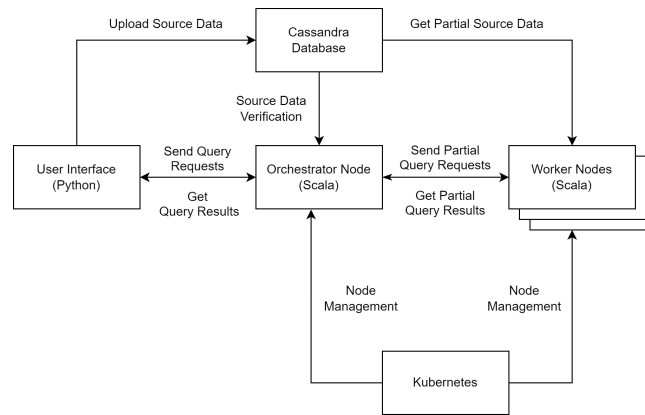 Upload Source Data
Cassandra
Database
Get Partial Source Data
Source Data
Verification
User Interface
(Python)
Send Query
Requests
Get
Query Results
Orchestrator Node
(Scala)
Send Partial
Query Requests
Get Partial
Query Results
Worker Nodes
(Scala)
Node
Management
Node
Management
Kubernetes